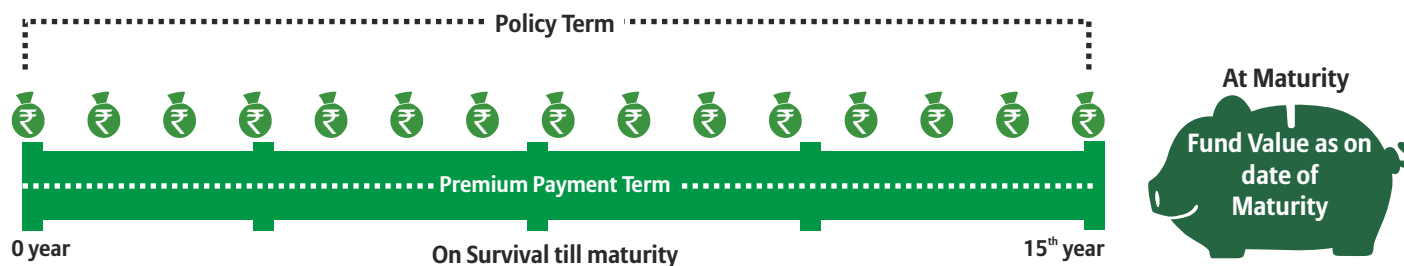 Policy Term
₹ ₹ ₹ ₹ ₹ ₹ ₹ ₹ ₹ ₹ ₹ ₹ ₹ ₹ ₹
Premium Payment Term
0 year
On Survival till maturity
15th year
At Maturity
Fund Value as on
date of
Maturity